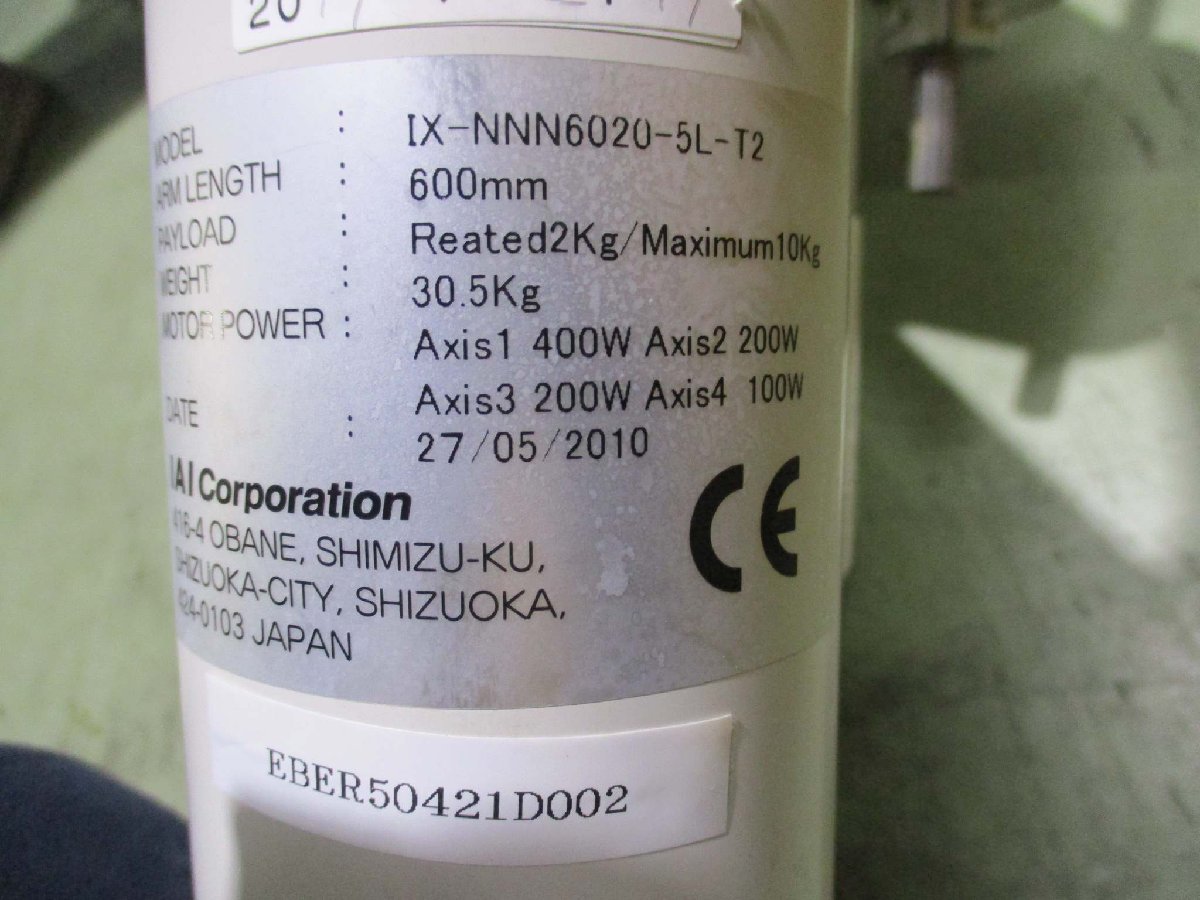 MODEL : IX-NNN6020-5L-T2
ARM LENGTH : 600mm
PAYLOAD : Reated2Kg/Maximum10Kg
WEIGHT : 30.5Kg
MOTOR POWER : Axis1 400W Axis2 200W
Axis3 200W Axis4 100W
DATE : 27/05/2010
IAI Corporation
416-4 OBANE, SHIMIZU-KU,
SHIZUOKA-CITY, SHIZUOKA,
424-0103 JAPAN
CE
EBER50421D002